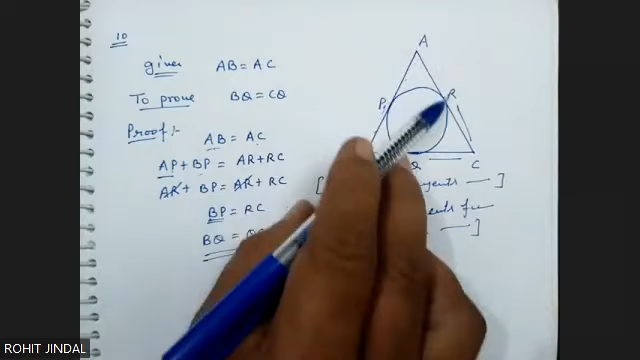 10
given AB = AC
To prove BQ = CQ
Proof :-
AB = AC
AP + BP = AR + RC
AR + BP = AR + RC
BP = RC
BQ =
A
P
R
Q
C
[
]
]
ROHIT JINDAL